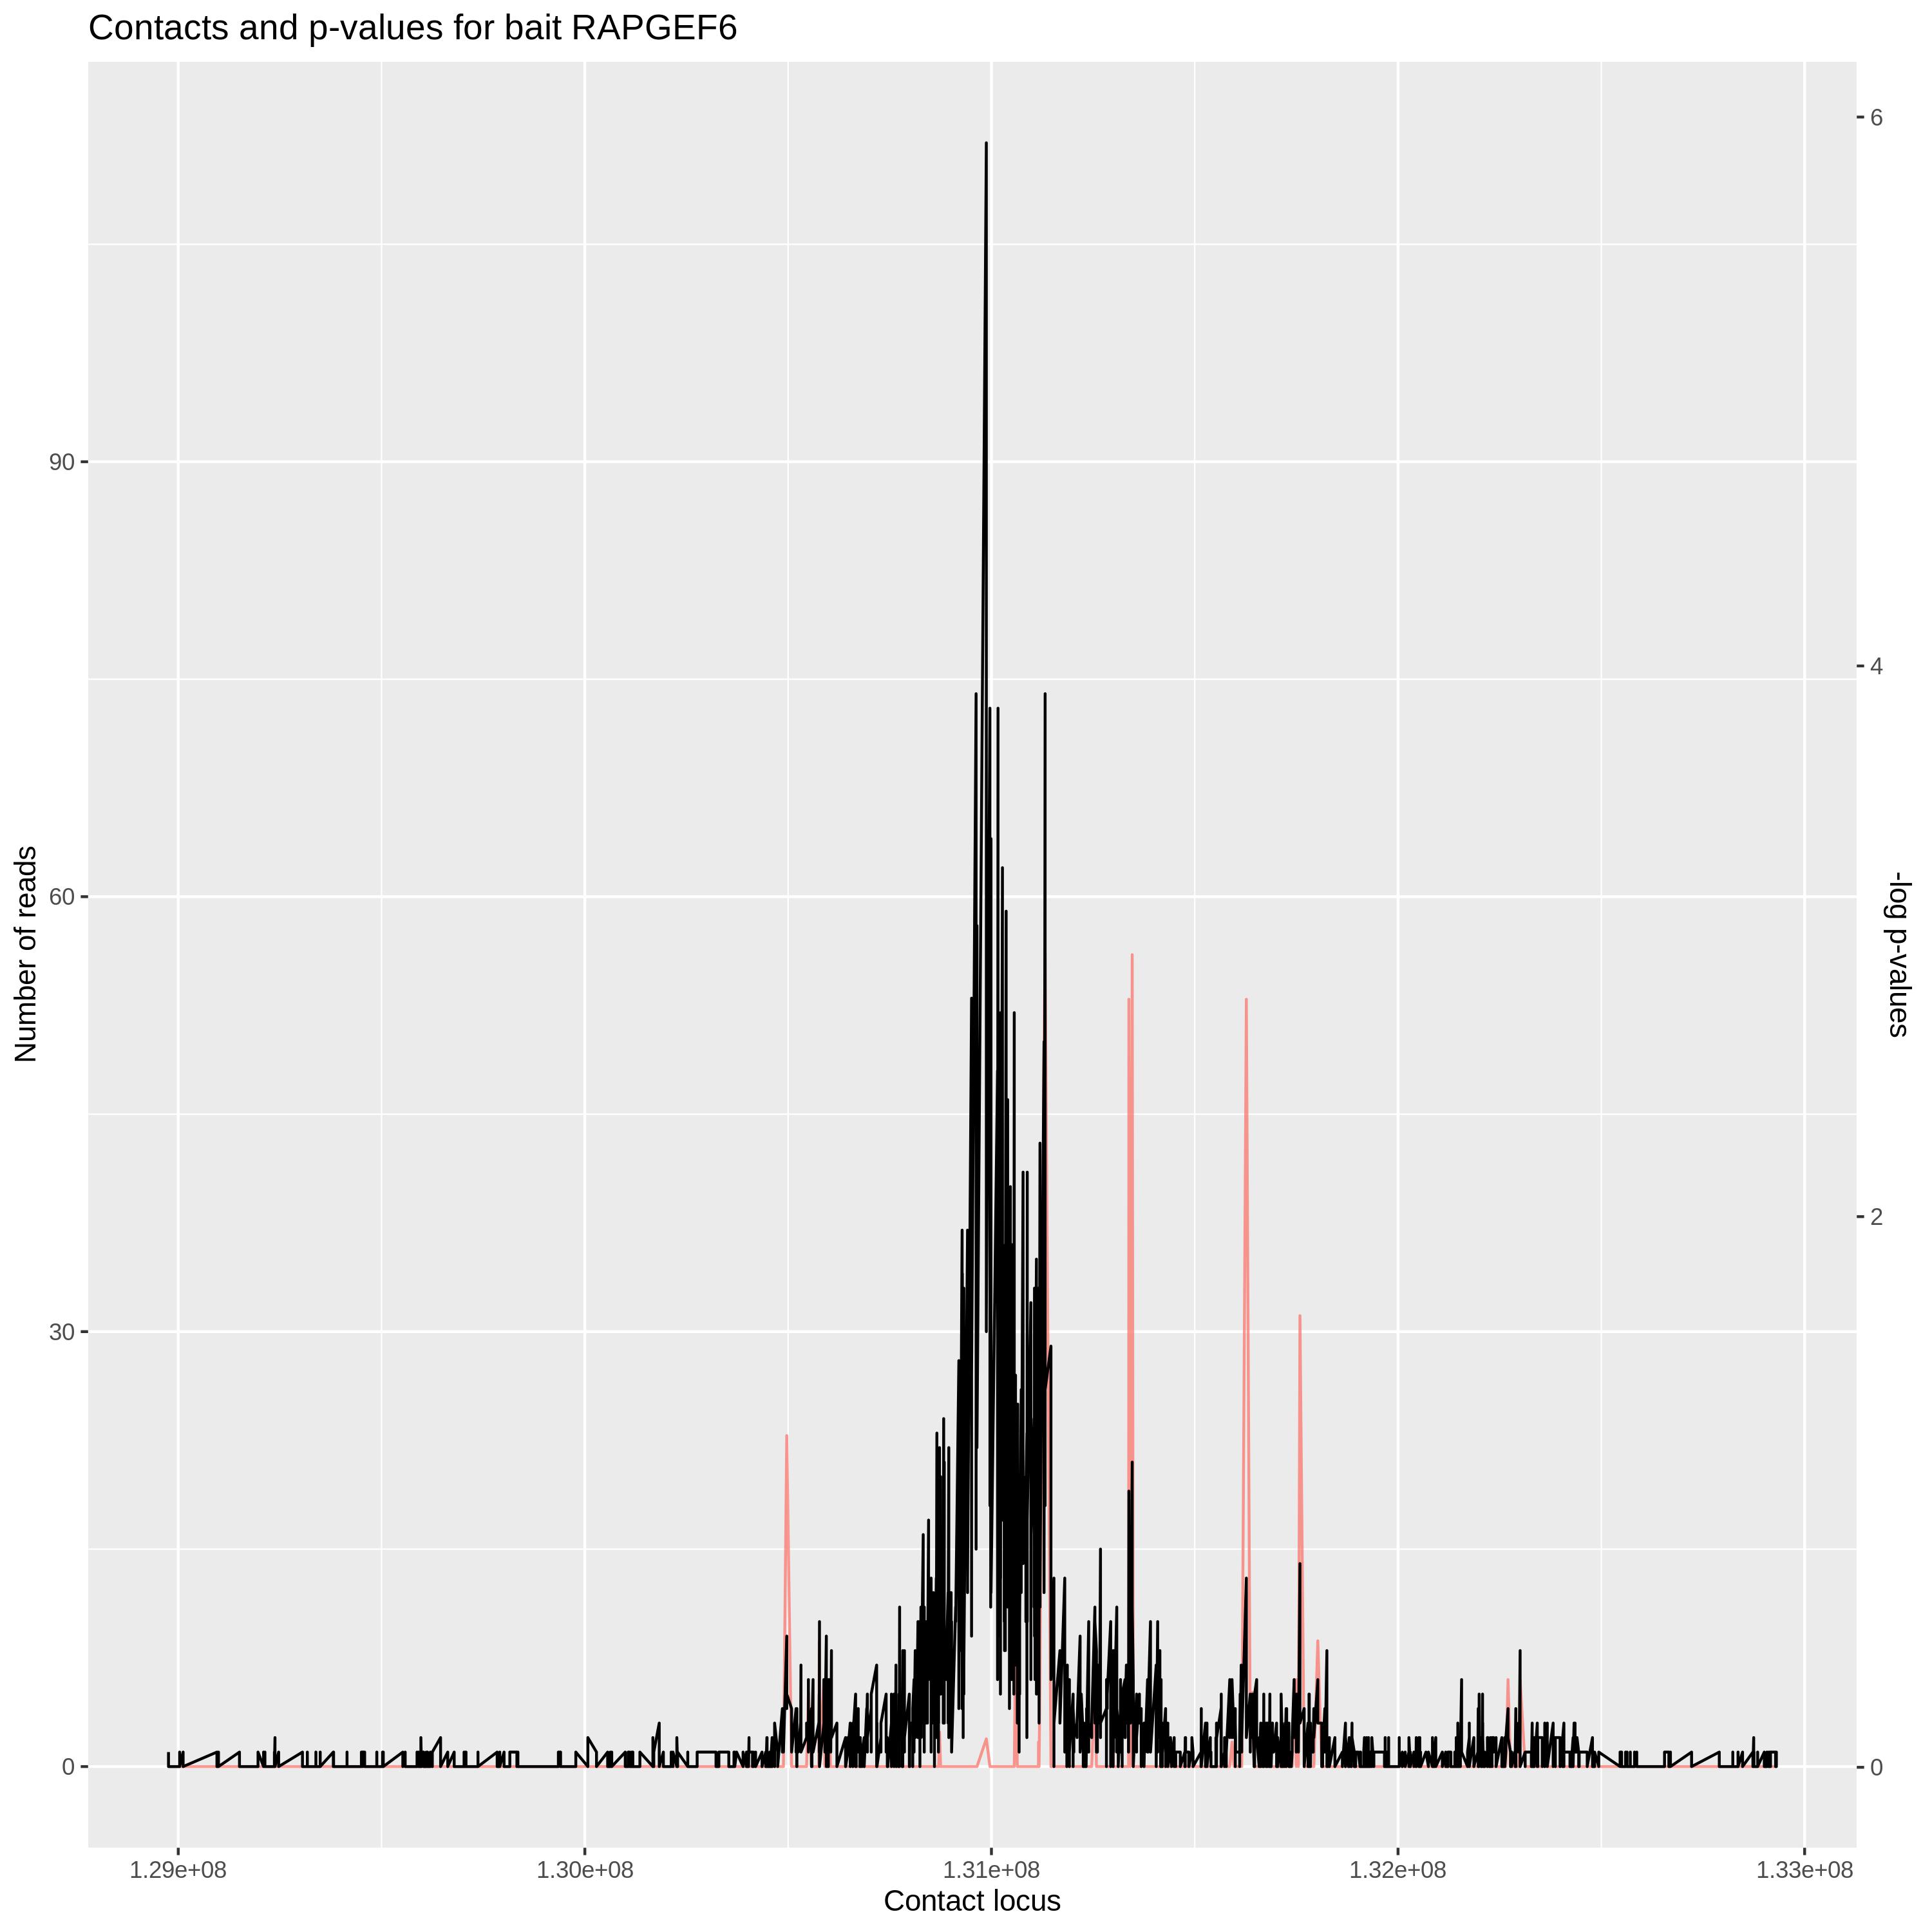 Contacts and p-values for bait RAPGEF6
Number of reads
90
60
30
0
6
4
2
0
-log p-values
1.29e+08
1.30e+08
1.31e+08
1.32e+08
1.33e+08
Contact locus